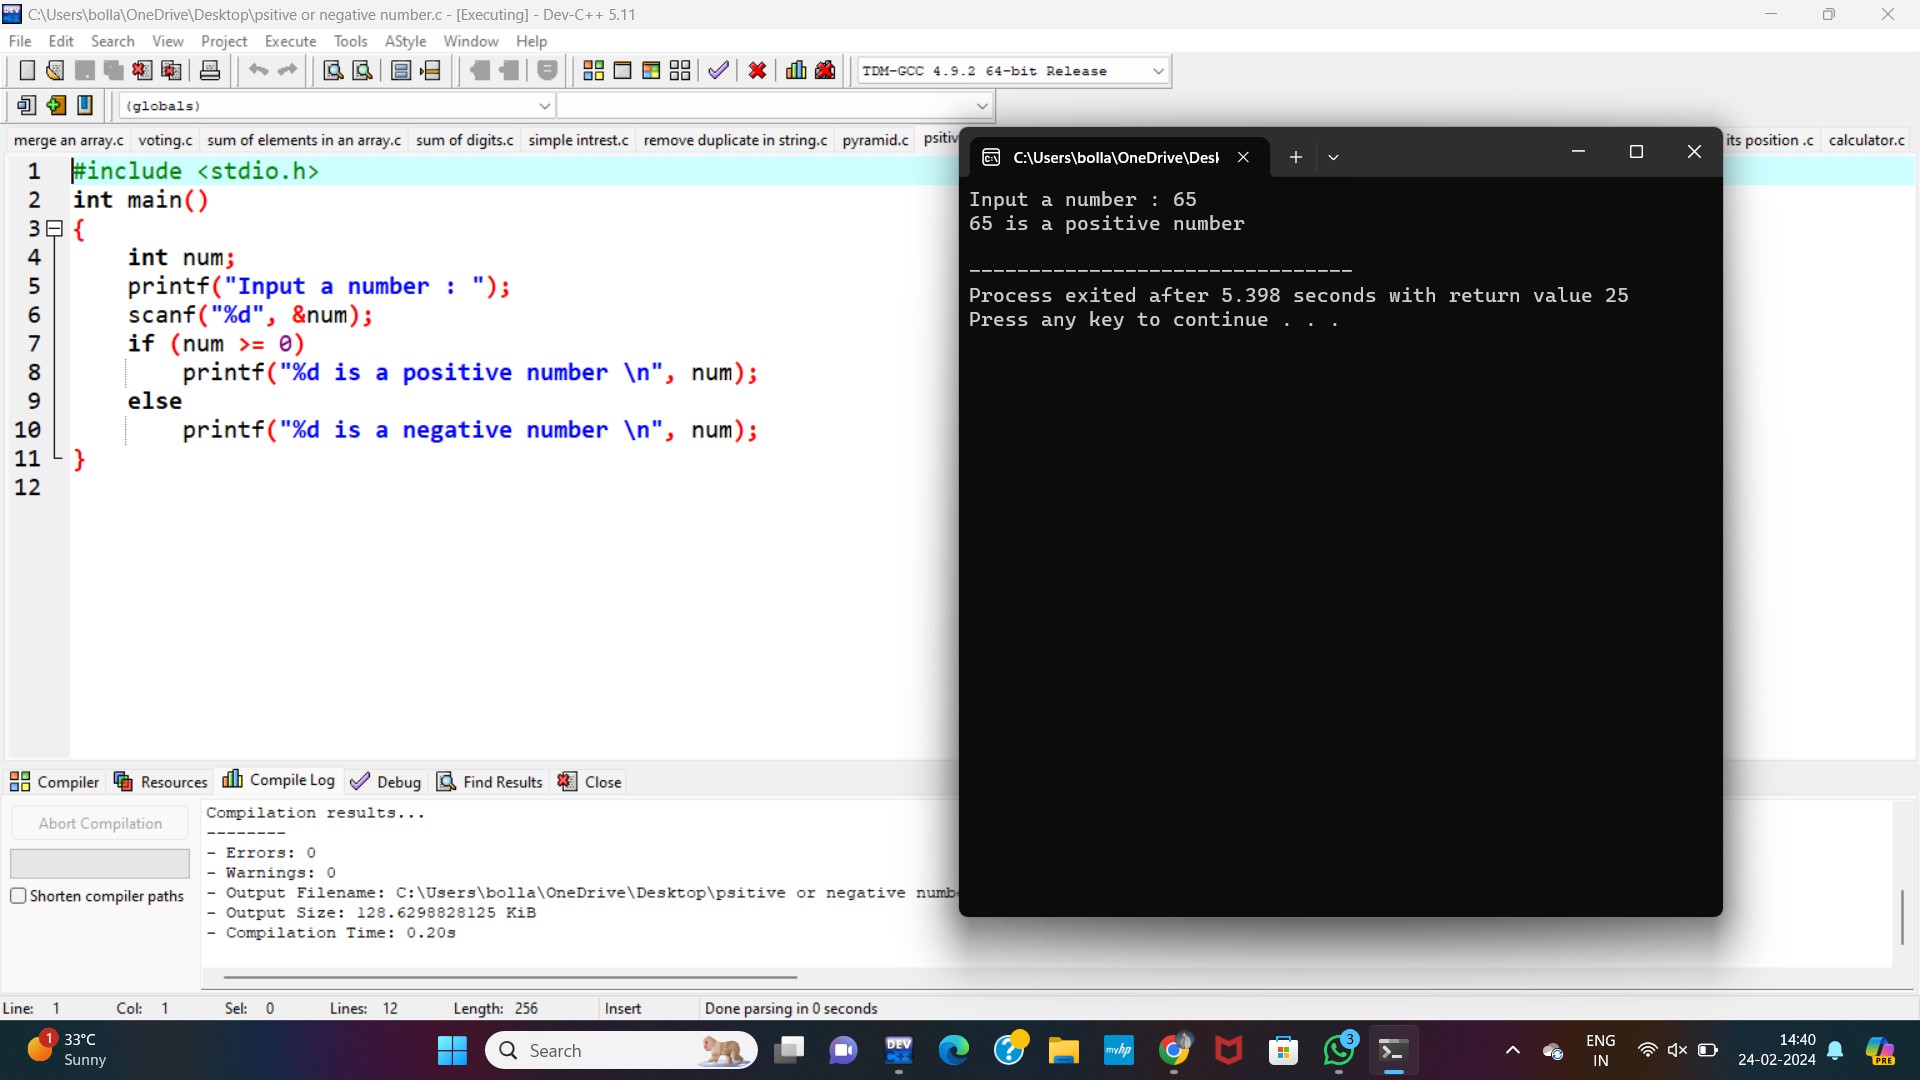 C:\Users\bolla\OneDrive\Desktop\psitive or negative number.c - [Executing] - Dev-C++ 5.11
File Edit Search View Project Execute Tools AStyle Window Help
TDM-GCC 4.9.2 64-bit Release
(globals)
merge an array.c voting.c sum of elements in an array.c sum of digits.c simple intrest.c remove duplicate in string.c pyramid.c psitiv its position .c calculator.c
1 #include <stdio.h>
2 int main()
3 {
4 int num;
5 printf("Input a number : ");
6 scanf("%d", &num);
7 if (num >= 0)
8 printf("%d is a positive number \n", num);
9 else
10 printf("%d is a negative number \n", num);
11 }
12
C:\Users\bolla\OneDrive\Desk
Input a number : 65
65 is a positive number
--------------------------------
Process exited after 5.398 seconds with return value 25
Press any key to continue . . .
Compiler Resources Compile Log Debug Find Results Close
Abort Compilation
Shorten compiler paths
Compilation results...
--------
- Errors: 0
- Warnings: 0
- Output Filename: C:\Users\bolla\OneDrive\Desktop\psitive or negative numb
- Output Size: 128.6298828125 KiB
- Compilation Time: 0.20s
Line: 1 Col: 1 Sel: 0 Lines: 12 Length: 256 Insert Done parsing in 0 seconds
1
33°C
Sunny
Search
DEV
C++
myhp
3
ENG
IN
14:40
24-02-2024
PRE